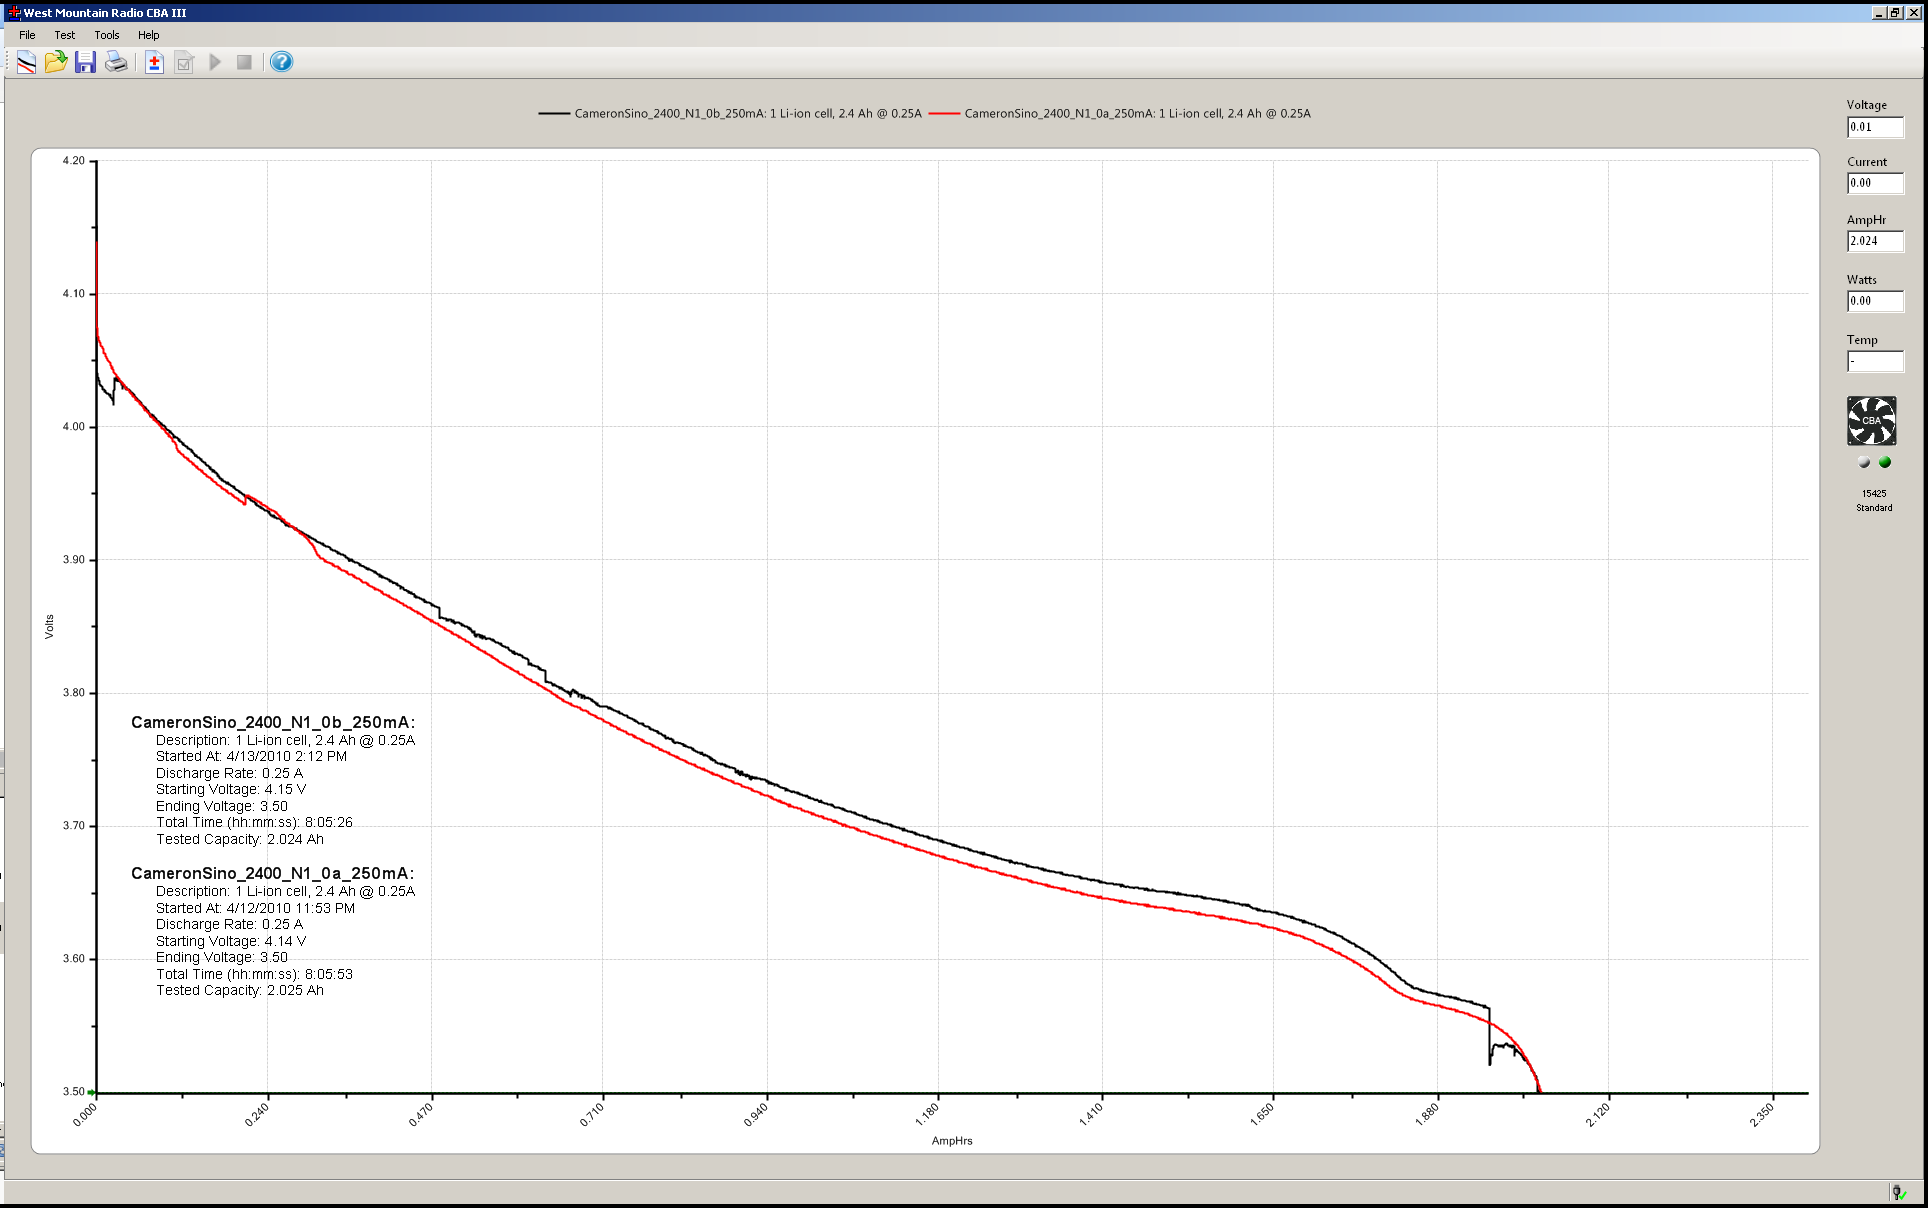 West Mountain Radio CBA III
File Test Tools Help
CameronSino_2400_N1_0b_250mA: 1 Li-ion cell, 2.4 Ah @ 0.25A CameronSino_2400_N1_0a_250mA: 1 Li-ion cell, 2.4 Ah @ 0.25A
Voltage
0.01
Current
0.00
AmpHr
2.024
Watts
0.00
Temp
-
CBA
15425
Standard
4.20
4.10
4.00
3.90
3.80
3.70
3.60
3.50
Volts
CameronSino_2400_N1_0b_250mA:
Description: 1 Li-ion cell, 2.4 Ah @ 0.25A
Started At: 4/13/2010 2:12 PM
Discharge Rate: 0.25 A
Starting Voltage: 4.15 V
Ending Voltage: 3.50
Total Time (hh:mm:ss): 8:05:26
Tested Capacity: 2.024 Ah
CameronSino_2400_N1_0a_250mA:
Description: 1 Li-ion cell, 2.4 Ah @ 0.25A
Started At: 4/12/2010 11:53 PM
Discharge Rate: 0.25 A
Starting Voltage: 4.14 V
Ending Voltage: 3.50
Total Time (hh:mm:ss): 8:05:53
Tested Capacity: 2.025 Ah
0.000 0.240 0.470 0.710 0.940 1.180 1.410 1.650 1.880 2.120 2.350
AmpHrs